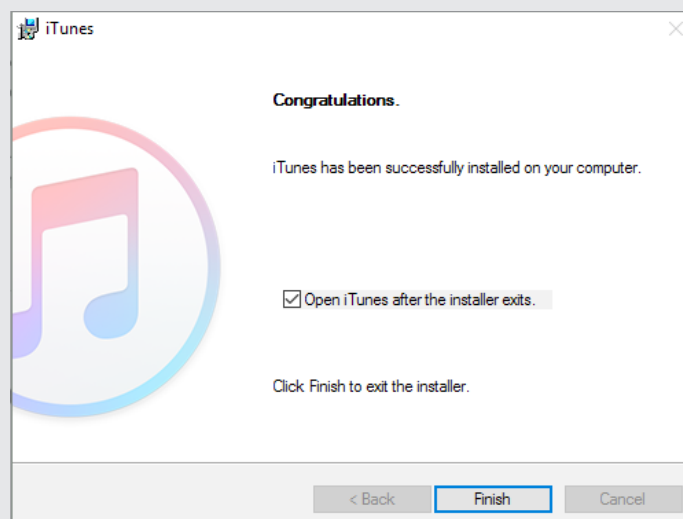 iTunes
Congratulations.
iTunes has been successfully installed on your computer.
Open iTunes after the installer exits.
Click Finish to exit the installer.
< Back
Finish
Cancel